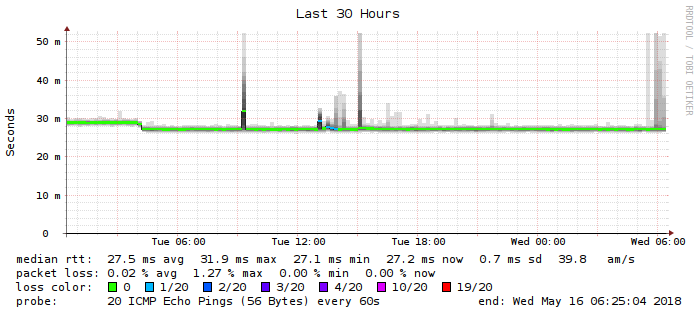 Last 30 Hours
RRDTOOL / TOBI OETIKER
Seconds
50 m
40 m
30 m
20 m
10 m
0
Tue 06:00 Tue 12:00 Tue 18:00 Wed 00:00 Wed 06:00
median rtt: 27.5 ms avg 31.9 ms max 27.1 ms min 27.2 ms now 0.7 ms sd 39.8 am/s
packet loss: 0.02 % avg 1.27 % max 0.00 % min 0.00 % now
loss color: 0 1/20 2/20 3/20 4/20 10/20 19/20
probe: 20 ICMP Echo Pings (56 Bytes) every 60s end: Wed May 16 06:25:04 2018